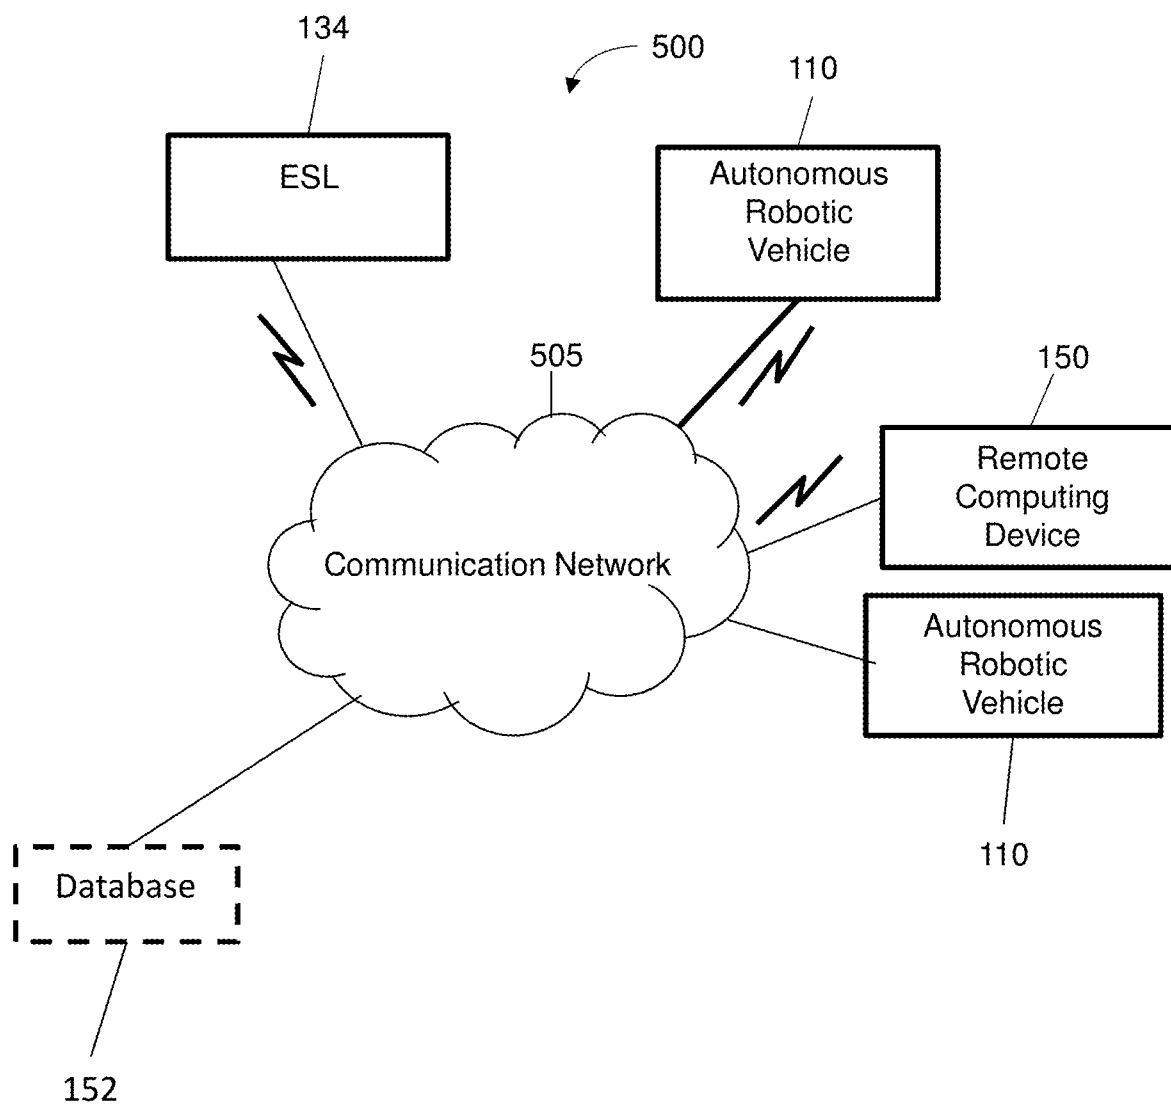 134
500
110
ESL
Autonomous
Robotic
Vehicle
505
150
Remote
Computing
Device
Communication Network
Autonomous
Robotic
Vehicle
110
Database
152